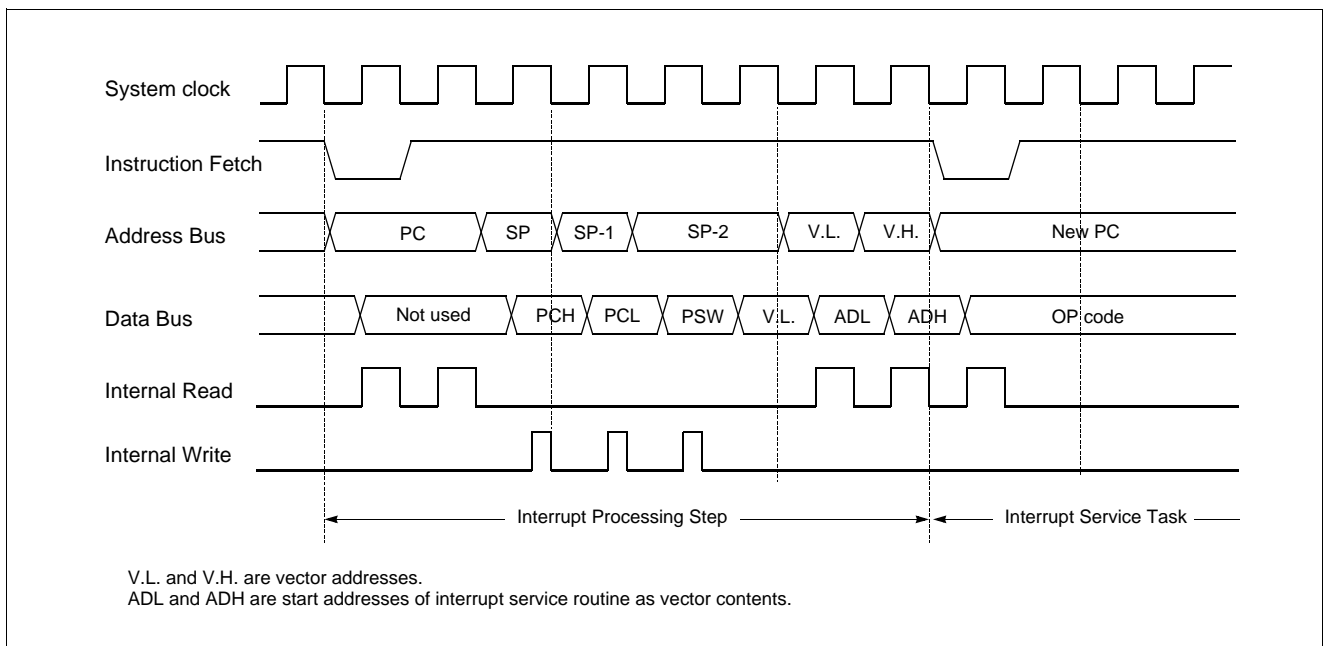 System clock
Instruction Fetch
Address Bus PC SP SP-1 SP-2 V.L. V.H. New PC
Data Bus Not used PCH PCL PSW V.L. ADL ADH OP code
Internal Read
Internal Write
Interrupt Processing Step Interrupt Service Task
V.L. and V.H. are vector addresses.
ADL and ADH are start addresses of interrupt service routine as vector contents.